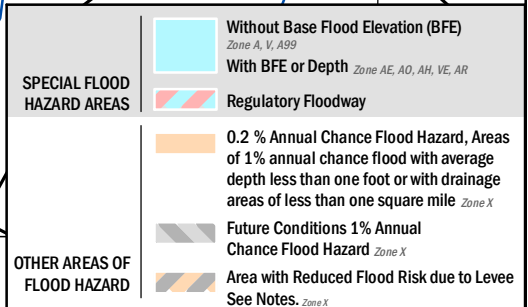 Without Base Flood Elevation (BFE)
Zone A, V, A99
With BFE or Depth Zone AE, AO, AH, VE, AR
SPECIAL FLOOD
HAZARD AREAS
Regulatory Floodway
0.2 % Annual Chance Flood Hazard, Areas
of 1% annual chance flood with average
depth less than one foot or with drainage
areas of less than one square mile Zone X
Future Conditions 1% Annual
Chance Flood Hazard Zone X
OTHER AREAS OF
FLOOD HAZARD
Area with Reduced Flood Risk due to Levee
See Notes. Zone X